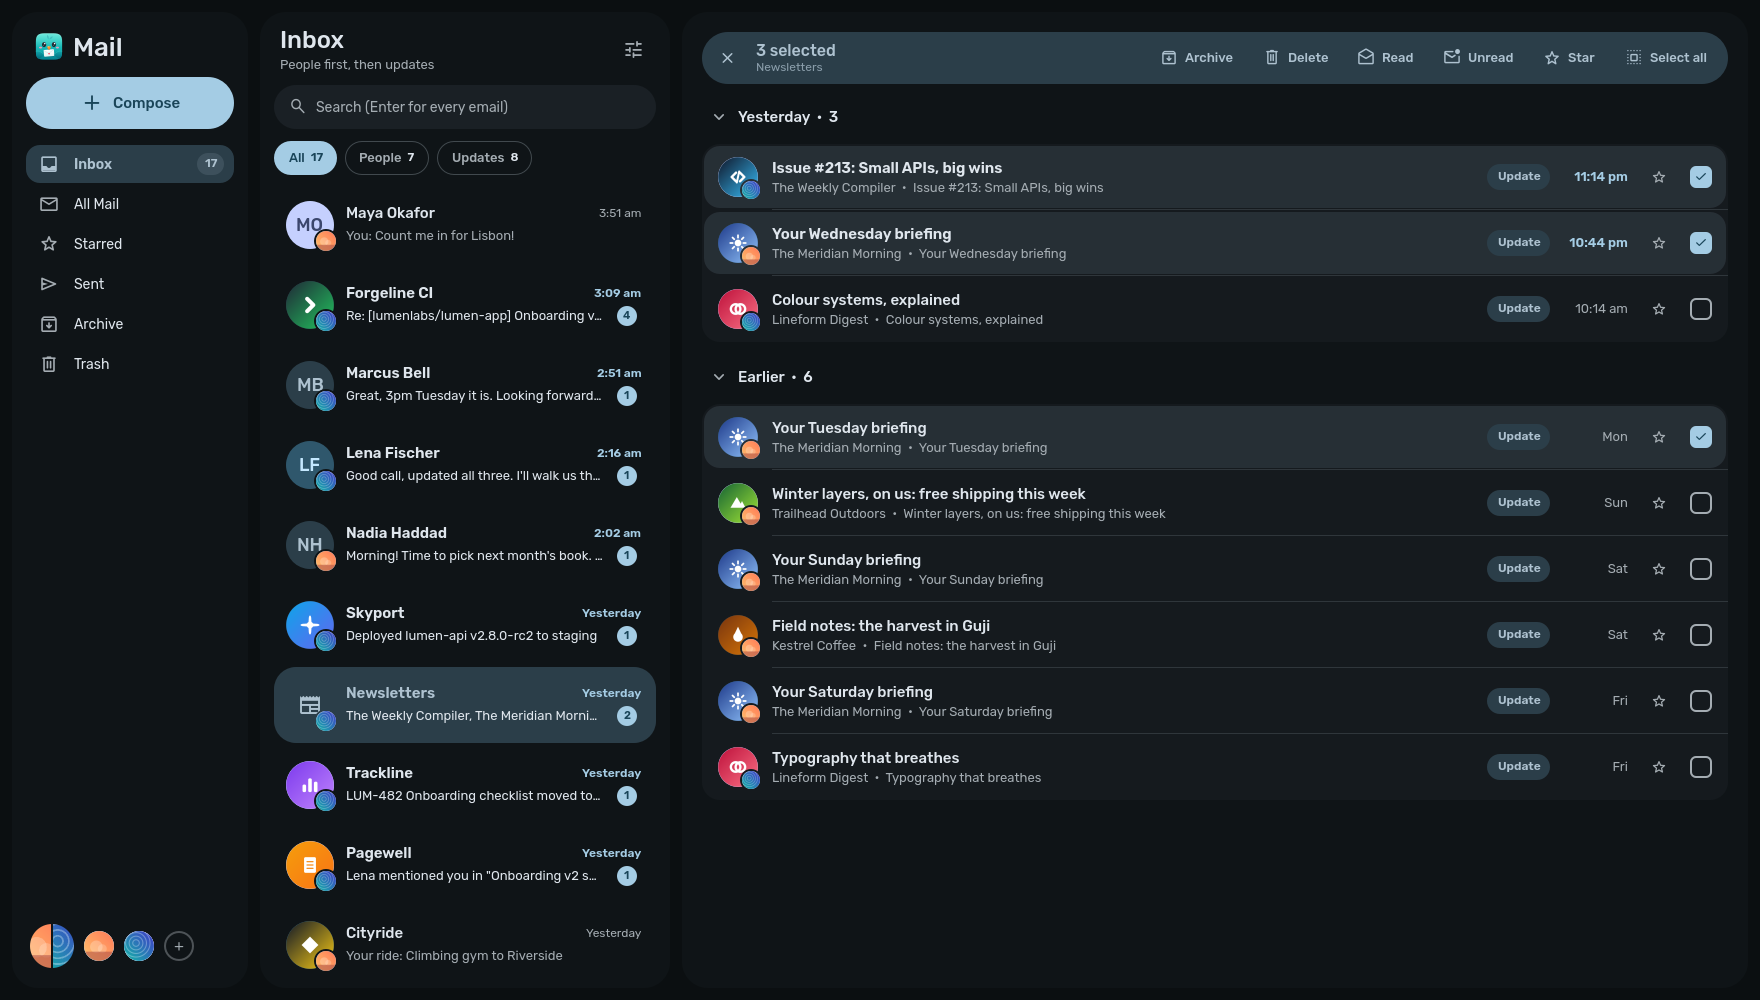 Mail
Compose
Inbox 17
All Mail
Starred
Sent
Archive
Trash
Inbox
People first, then updates
Search (Enter for every email)
All 17 People 7 Updates 8
MO Maya Okafor 3:51 am
You: Count me in for Lisbon!
Forgeline CI 3:09 am
Re: [lumenlabs/lumen-app] Onboarding v... 4
MB Marcus Bell 2:51 am
Great, 3pm Tuesday it is. Looking forward... 1
LF Lena Fischer 2:16 am
Good call, updated all three. I'll walk us th... 1
NH Nadia Haddad 2:02 am
Morning! Time to pick next month's book. ... 1
Skyport Yesterday
Deployed lumen-api v2.8.0-rc2 to staging 1
Newsletters Yesterday
The Weekly Compiler, The Meridian Morni... 2
Trackline Yesterday
LUM-482 Onboarding checklist moved to... 1
Pagewell Yesterday
Lena mentioned you in "Onboarding v2 s... 1
Cityride Yesterday
Your ride: Climbing gym to Riverside
3 selected
Newsletters
Archive Delete Read Unread Star Select all
Yesterday • 3
Issue #213: Small APIs, big wins
The Weekly Compiler • Issue #213: Small APIs, big wins
Update 11:14 pm
Your Wednesday briefing
The Meridian Morning • Your Wednesday briefing
Update 10:44 pm
Colour systems, explained
Lineform Digest • Colour systems, explained
Update 10:14 am
Earlier • 6
Your Tuesday briefing
The Meridian Morning • Your Tuesday briefing
Update Mon
Winter layers, on us: free shipping this week
Trailhead Outdoors • Winter layers, on us: free shipping this week
Update Sun
Your Sunday briefing
The Meridian Morning • Your Sunday briefing
Update Sat
Field notes: the harvest in Guji
Kestrel Coffee • Field notes: the harvest in Guji
Update Sat
Your Saturday briefing
The Meridian Morning • Your Saturday briefing
Update Fri
Typography that breathes
Lineform Digest • Typography that breathes
Update Fri